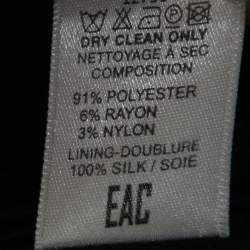 DRY CLEAN ONLY
NETTOYAGE À SEC
COMPOSITION
91% POLYESTER
6% RAYON
3% NYLON
LINING-DOUBLURE
100% SILK / SOIE
EAC